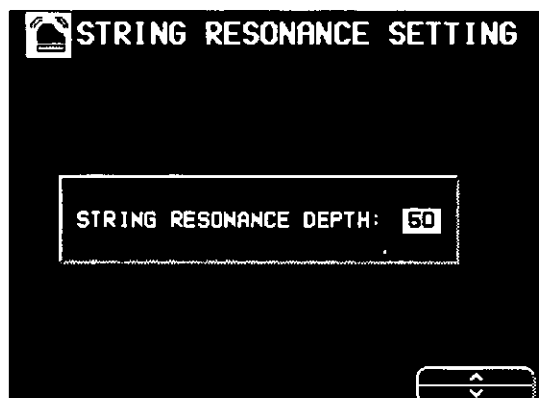 STRING RESONANCE SETTING
STRING RESONANCE DEPTH: 50